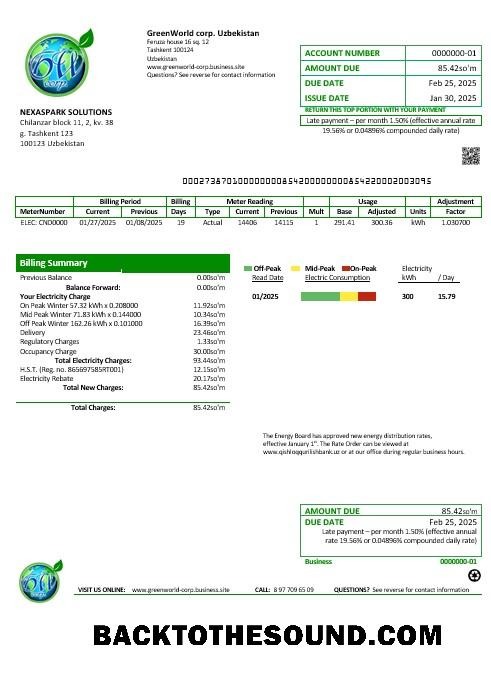 GreenWorld corp. Uzbekistan
Feruza house 16 sq. 12
Tashkent 100124
Uzbekistan
www.greenworld-corp.business.site
Questions? See reverse for contact information
corp.
ACCOUNT NUMBER 0000000-01
AMOUNT DUE 85.42so'm
DUE DATE Feb 25, 2025
ISSUE DATE Jan 30, 2025
RETURN THIS TOP PORTION WITH YOUR PAYMENT
Late payment – per month 1.50% (effective annual rate
19.56% or 0.04896% compounded daily rate)
NEXASPARK SOLUTIONS
Chilanzar block 11, 2, kv. 38
g. Tashkent 123
100123 Uzbekistan
Billing Period Billing Meter Reading Usage Adjustment
MeterNumber Current Previous Days Type Current Previous Mult Base Adjusted Units Factor
ELEC: CND0000 01/27/2025 01/08/2025 19 Actual 14406 14115 1 291.41 300.36 kWh 1.030700
Billing Summary
Previous Balance 0.00so'm
Balance Forward: 0.00so'm
Your Electricity Charge
On Peak Winter 57.32 kWh x 0.208000 11.92so'm
Mid Peak Winter 71.83 kWh x 0.144000 10.34so'm
Off Peak Winter 162.26 kWh x 0.101000 16.39so'm
Delivery 23.46so'm
Regulatory Charges 1.33so'm
Occupancy Charge 30.00so'm
Total Electricity Charges: 93.44so'm
H.S.T. (Reg. no. 865697585RT001) 12.15so'm
Electricity Rebate 20.17so'm
Total New Charges: 85.42so'm
Total Charges: 85.42so'm
Off-Peak Mid-Peak On-Peak Electricity
Read Date Electric Consumption kWh / Day
01/2025 300 15.79
The Energy Board has approved new energy distribution rates,
effective January 1st. The Rate Order can be viewed at
www.qishloqqurilishbank.uz or at our office during regular business hours.
AMOUNT DUE 85.42so'm
DUE DATE Feb 25, 2025
Late payment – per month 1.50% (effective annual
rate 19.56% or 0.04896% compounded daily rate)
Business 0000000-01
VISIT US ONLINE: www.greenworld-corp.business.site CALL: 8 97 709 65 09 QUESTIONS? See reverse for contact information
BACKTOTHESOUND.COM